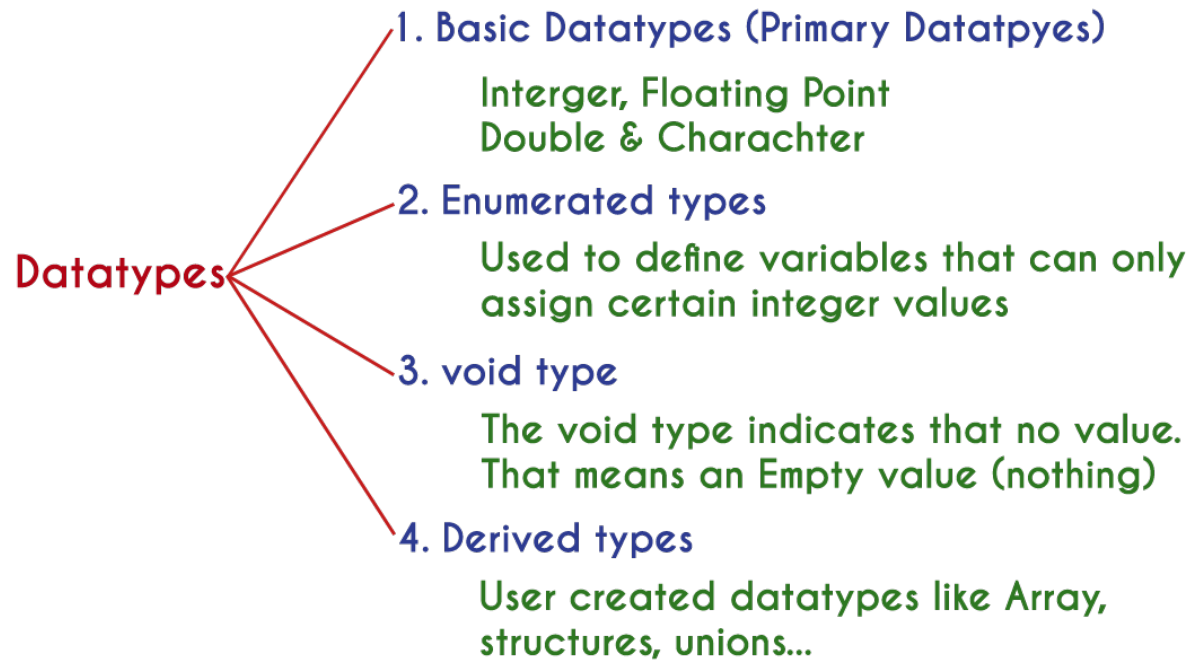 1. Basic Datatypes (Primary Datatpyes)
Interger, Floating Point
Double & Charachter
2. Enumerated types
Used to define variables that can only
assign certain integer values
Datatypes
3. void type
The void type indicates that no value.
That means an Empty value (nothing)
4. Derived types
User created datatypes like Array,
structures, unions...